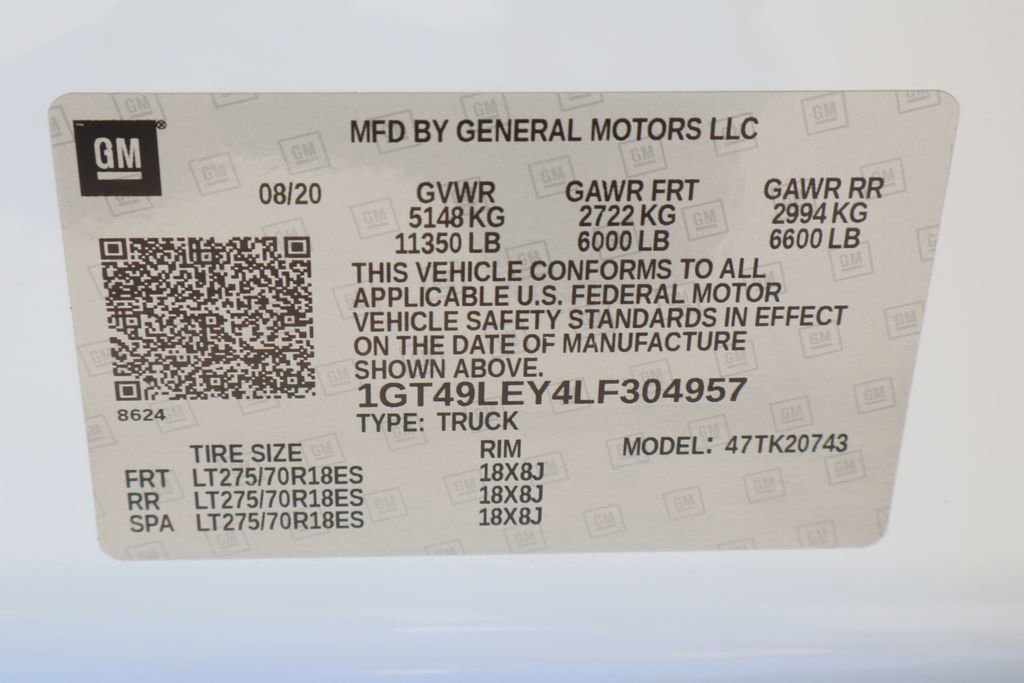 GM®
MFD BY GENERAL MOTORS LLC
08/20 GVWR GAWR FRT GAWR RR
5148 KG 2722 KG 2994 KG
11350 LB 6000 LB 6600 LB
THIS VEHICLE CONFORMS TO ALL
APPLICABLE U.S. FEDERAL MOTOR
VEHICLE SAFETY STANDARDS IN EFFECT
ON THE DATE OF MANUFACTURE
SHOWN ABOVE.
1GT49LEY4LF304957
8624
TYPE: TRUCK
TIRE SIZE RIM MODEL: 47TK20743
FRT LT275/70R18ES 18X8J
RR LT275/70R18ES 18X8J
SPA LT275/70R18ES 18X8J